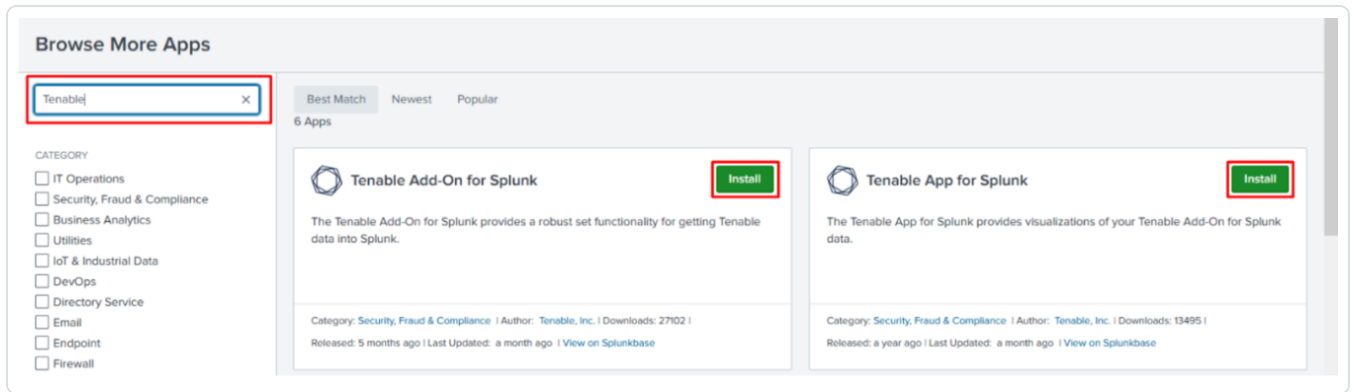 Browse More Apps
Tenable
Best Match Newest Popular
6 Apps
CATEGORY
IT Operations
Security, Fraud & Compliance
Business Analytics
Utilities
IoT & Industrial Data
DevOps
Directory Service
Email
Endpoint
Firewall
Tenable Add-On for Splunk Install
The Tenable Add-On for Splunk provides a robust set functionality for getting Tenable
data into Splunk.
Category: Security, Fraud & Compliance | Author: Tenable, Inc. | Downloads: 27102 |
Released: 5 months ago | Last Updated: a month ago | View on Splunkbase
Tenable App for Splunk Install
The Tenable App for Splunk provides visualizations of your Tenable Add-On for Splunk
data.
Category: Security, Fraud & Compliance | Author: Tenable, Inc. | Downloads: 13495 |
Released: a year ago | Last Updated: a month ago | View on Splunkbase